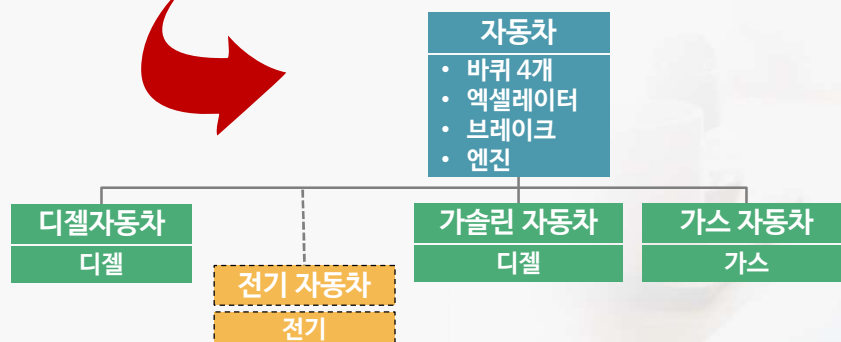 자동차
• 바퀴 4개
• 엑셀레이터
• 브레이크
• 엔진
디젤자동차
디젤
전기 자동차
전기
가솔린 자동차
디젤
가스 자동차
가스